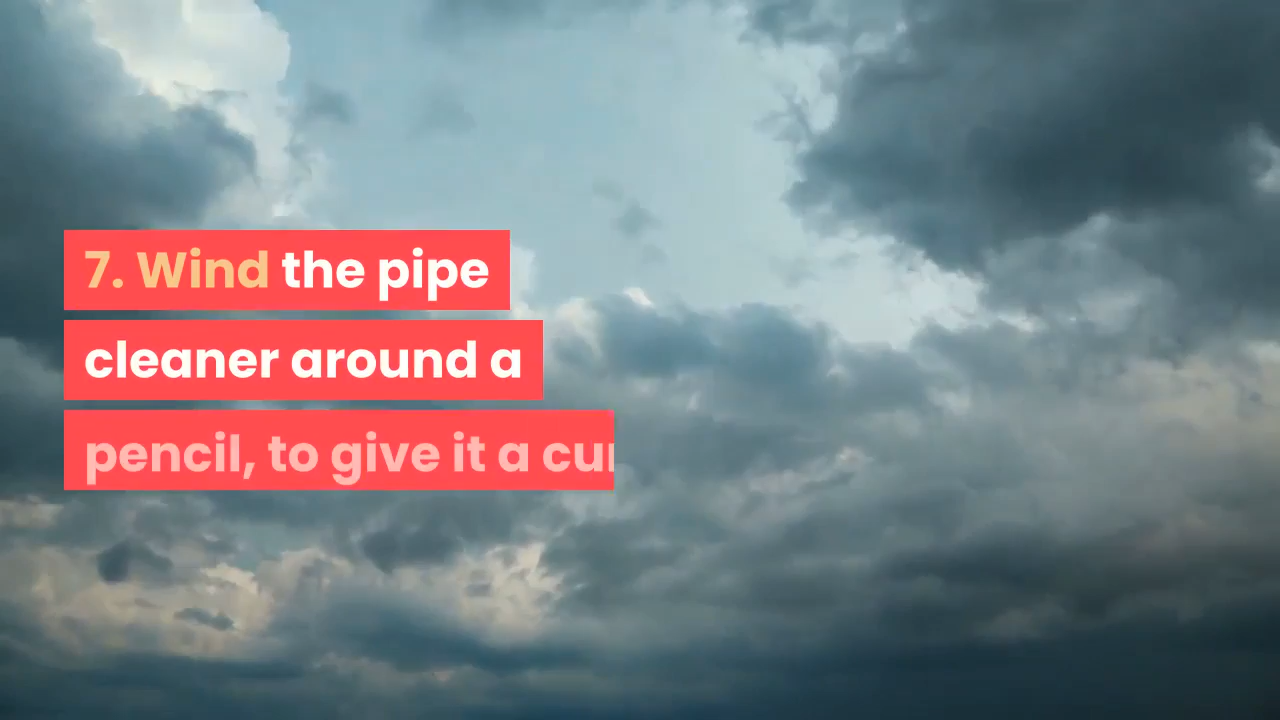 7. Wind the pipe
cleaner around a
pencil, to give it a